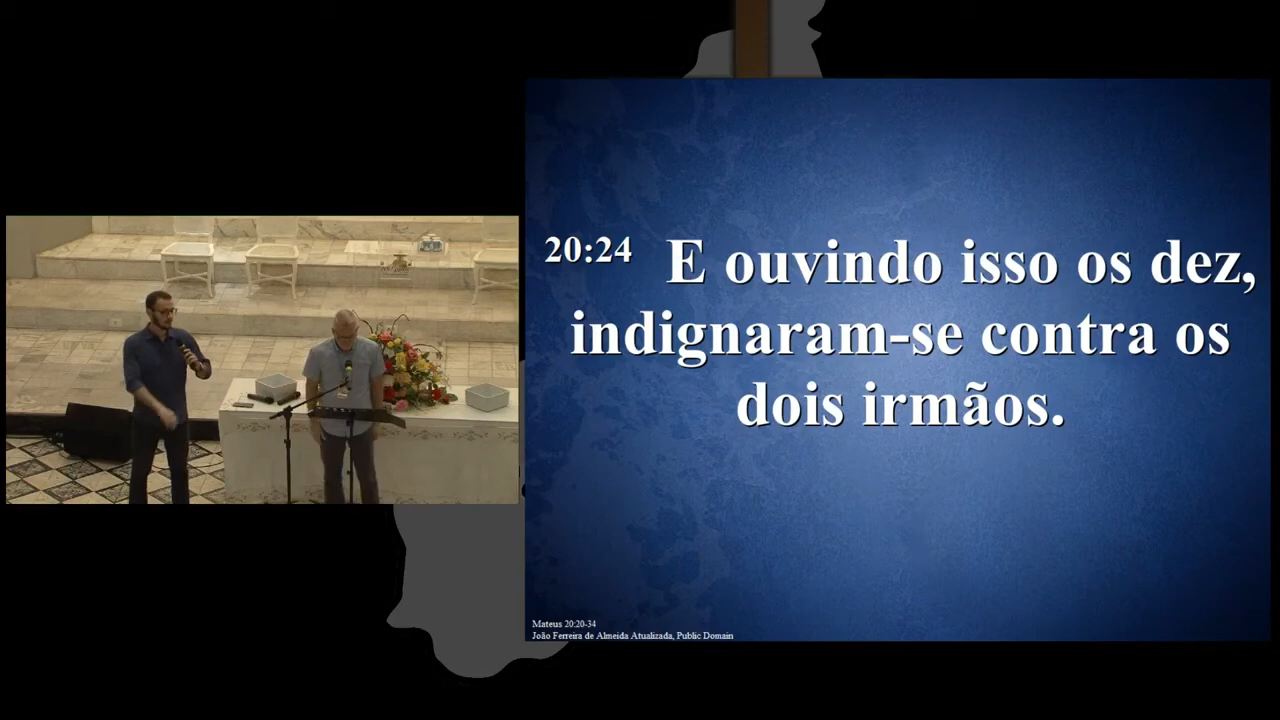 20:24 E ouvindo isso os dez,
indignaram-se contra os
dois irmãos.
Mateus 20:20-34
João Ferreira de Almeida Atualizada, Public Domain